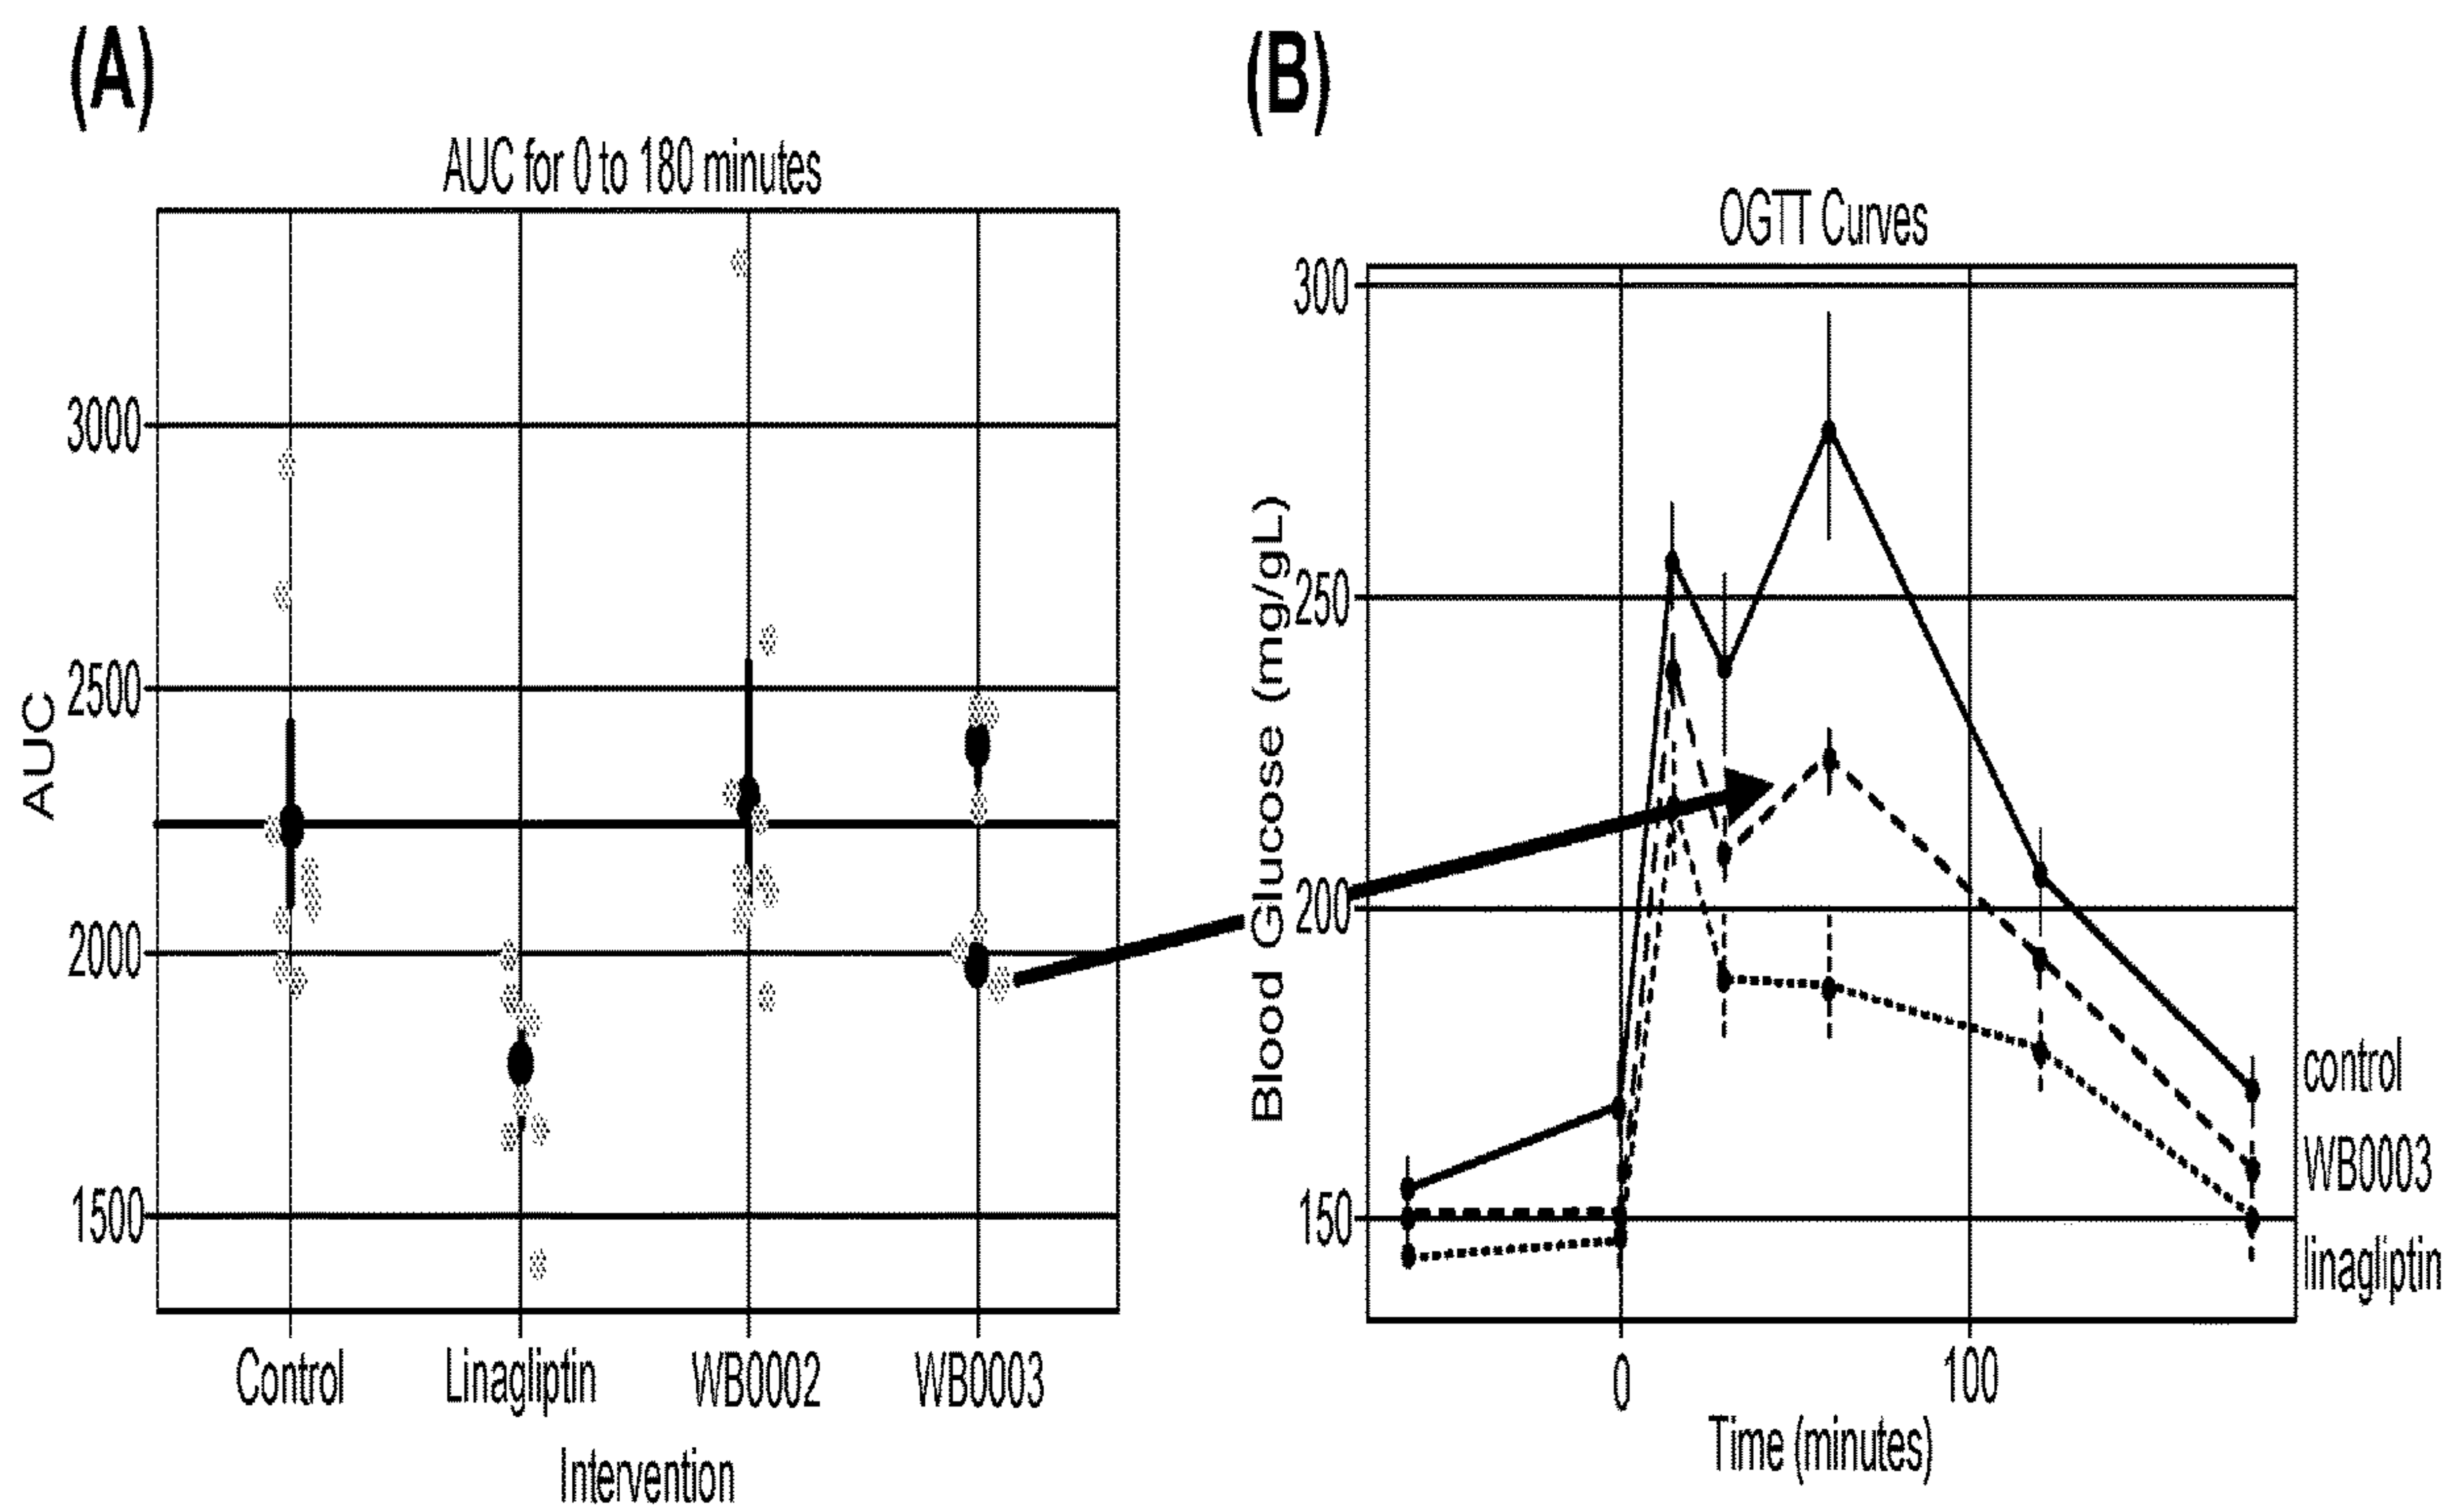 (A)
AUC for 0 to 180 minutes
AUC
3000
2500
2000
1500
Control
Linagliptin
WB0002
WB0003
Intervention
(B)
OGTT Curves
Blood Glucose (mg/gL)
300
250
200
150
0
100
Time (minutes)
control
WB0003
linagliptin